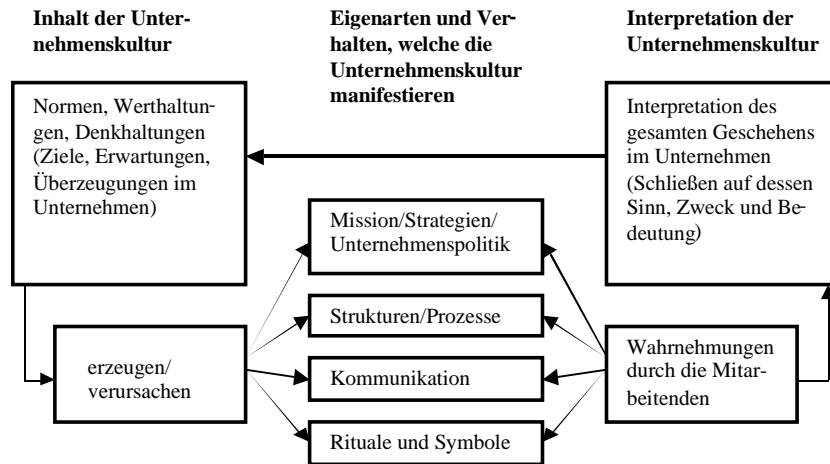 Inhalt der Unter-
nehmenskultur
Eigenarten und Ver-
halten, welche die
Unternehmenskultur
manifestieren
Interpretation der
Unternehmenskultur
Normen, Werthaltun-
gen, Denkhaltungen
(Ziele, Erwartungen,
Überzeugungen im
Unternehmen)
Interpretation des
gesamten Geschehens
im Unternehmen
(Schließen auf dessen
Sinn, Zweck und Be-
deutung)
Mission/Strategien/
Unternehmenspolitik
Strukturen/Prozesse
Kommunikation
Rituale und Symbole
erzeugen/
verursachen
Wahrnehmungen
durch die Mitar-
beitenden